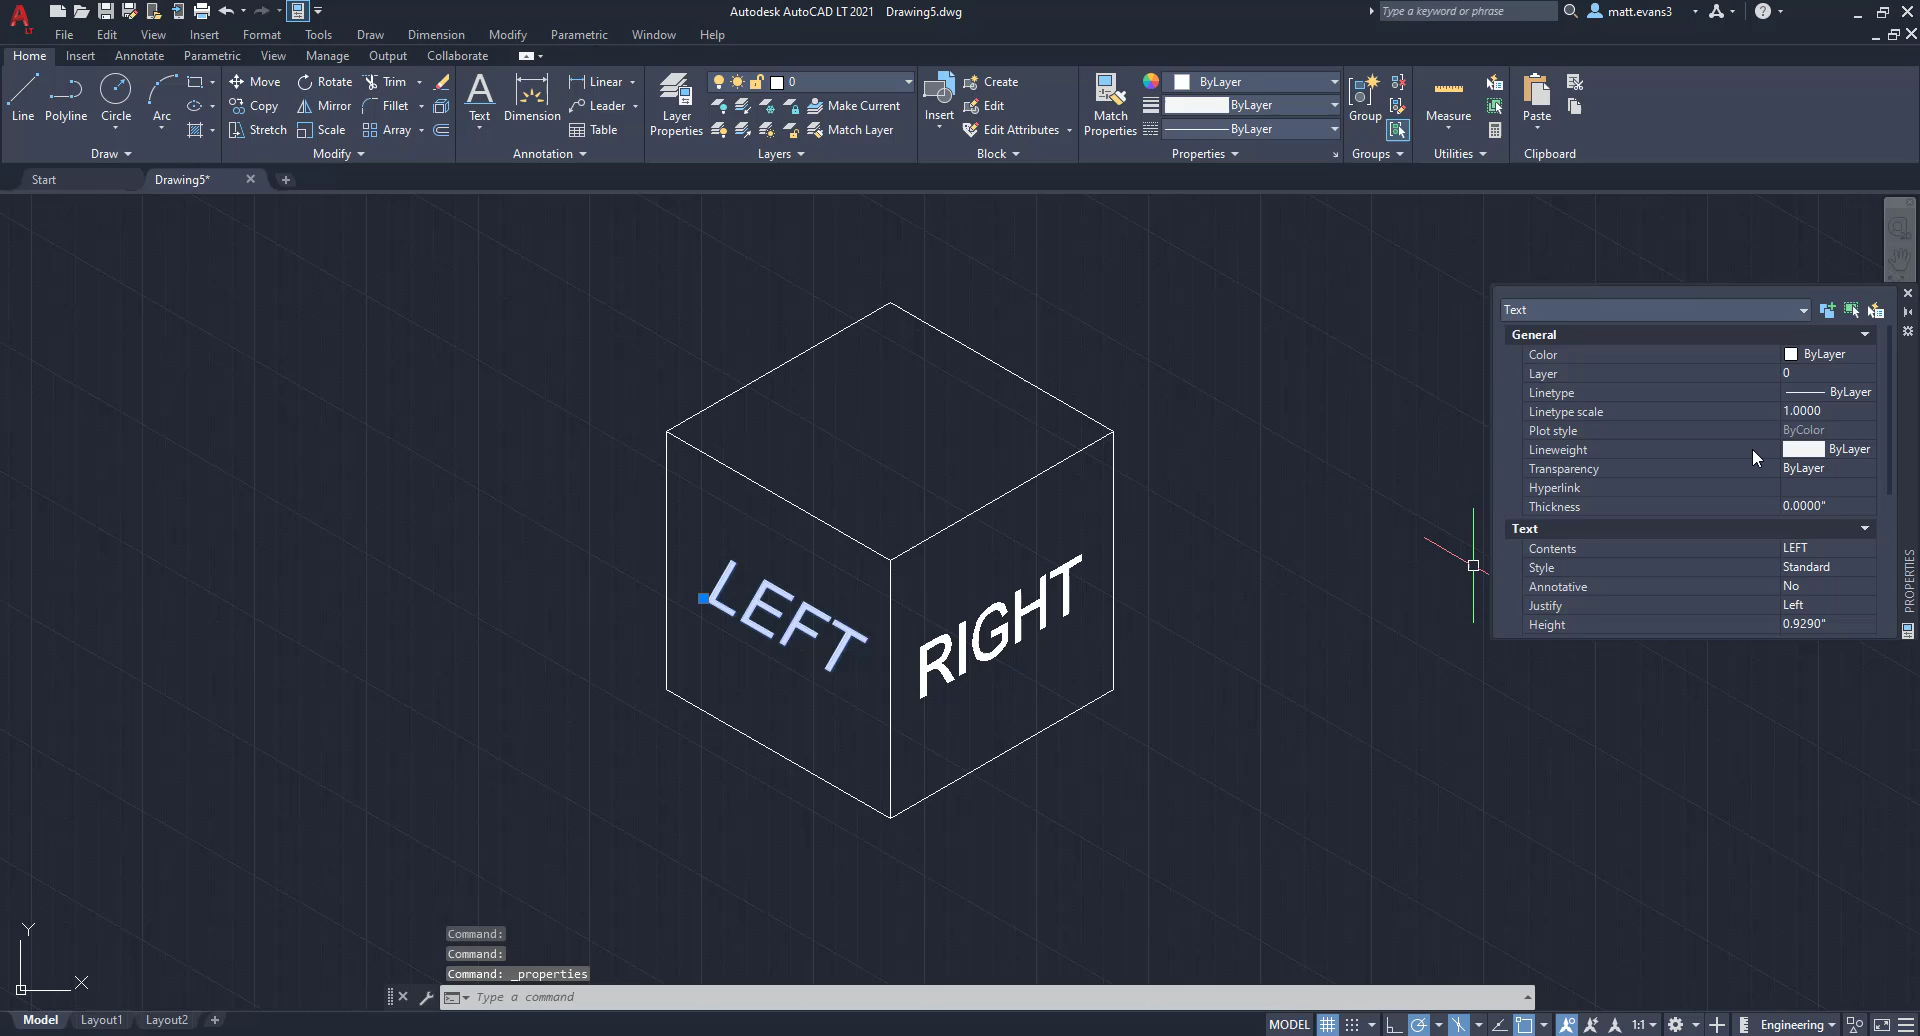 Autodesk AutoCAD LT 2021 Drawing5.dwg
Type a keyword or phrase
matt.evans3
LT
File Edit View Insert Format Tools Draw Dimension Modify Parametric Window Help
Home Insert Annotate Parametric View Manage Output Collaborate
Line Polyline Circle Arc
Move Rotate Trim
Copy Mirror Fillet
Stretch Scale Array
Text Dimension
Linear
Leader
Table
Layer Properties
0
Make Current
Match Layer
Insert
Create
Edit
Edit Attributes
Match Properties
ByLayer
ByLayer
ByLayer
Group
Measure
Paste
Draw Modify Annotation Layers Block Properties Groups Utilities Clipboard
Start Drawing5*
LEFT
RIGHT
Text
General
Color ByLayer
Layer 0
Linetype ByLayer
Linetype scale 1.0000
Plot style ByColor
Lineweight ByLayer
Transparency ByLayer
Hyperlink
Thickness 0.0000"
Text
Contents LEFT
Style Standard
Annotative No
Justify Left
Height 0.9290"
PROPERTIES
Y
X
Command:
Command:
Command: _properties
Type a command
Model Layout1 Layout2
MODEL 1:1 Engineering